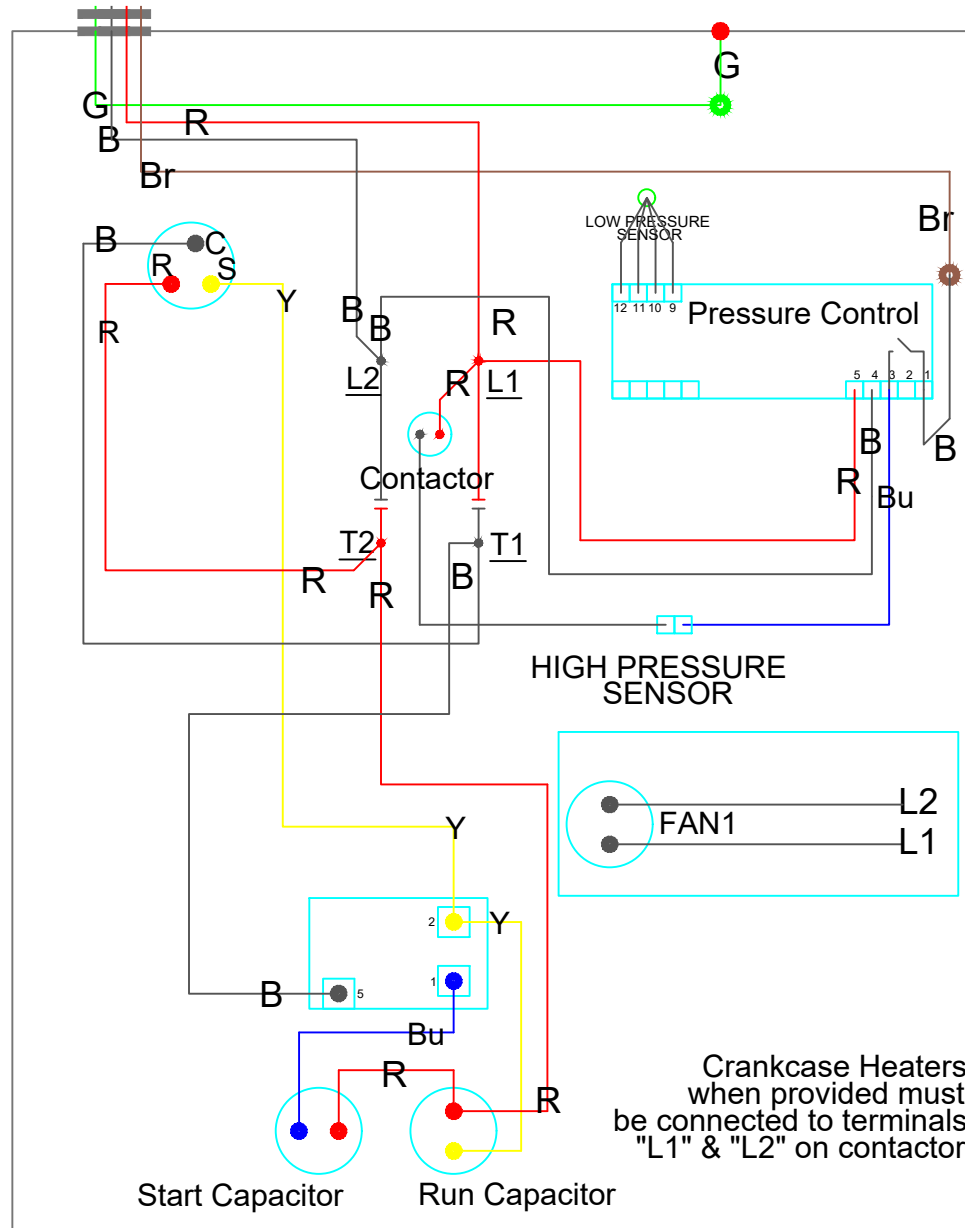 G
G
B
R
Br
LOW PRESSURE
SENSOR
Br
B
C
R
S
Y
R
B
B
R
12 11 10 9
Pressure Control
L2
R
L1
5 4 3 2 1
Contactor
B
B
R
Bu
T2
T1
R
R
B
HIGH PRESSURE
SENSOR
L2
FAN1
L1
Y
2
Y
1
B
5
Bu
R
R
Crankcase Heaters
when provided must
be connected to terminals
"L1" & "L2" on contactor
Start Capacitor
Run Capacitor